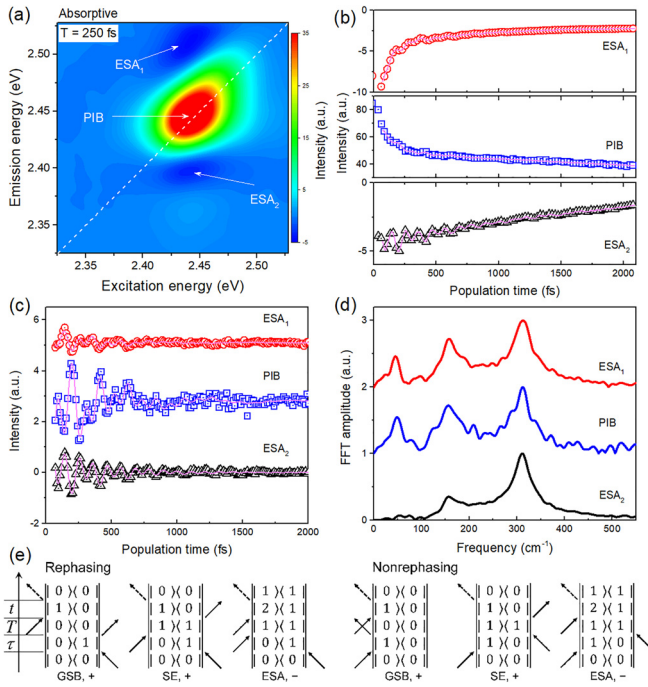 (a)
Absorptive
T = 250 fs
ESA1
PIB
ESA2
2.50
2.45
2.40
2.35
Emission energy (eV)
2.35
2.40
2.45
2.50
Excitation energy (eV)
35
25
15
5
-5
Intensity (a.u.)
(b)
ESA1
PIB
ESA2
0
-5
-10
80
60
40
0
-5
Intensity (a.u.)
0
500
1000
1500
2000
Population time (fs)
(c)
ESA1
PIB
ESA2
6
4
2
0
-2
Intensity (a.u.)
0
500
1000
1500
2000
Population time (fs)
(d)
ESA1
PIB
ESA2
3
2
1
0
FFT amplitude (a.u.)
0
100
200
300
400
500
Frequency (cm-1)
(e)
Rephasing
Nonrephasing
t
T
τ
0 ⟩⟨ 0
1 ⟩⟨ 0
0 ⟩⟨ 0
0 ⟩⟨ 1
0 ⟩⟨ 0
GSB, +
0 ⟩⟨ 0
1 ⟩⟨ 0
1 ⟩⟨ 1
0 ⟩⟨ 1
0 ⟩⟨ 0
SE, +
1 ⟩⟨ 1
2 ⟩⟨ 1
1 ⟩⟨ 1
0 ⟩⟨ 1
0 ⟩⟨ 0
ESA, −
0 ⟩⟨ 0
1 ⟩⟨ 0
0 ⟩⟨ 0
1 ⟩⟨ 0
0 ⟩⟨ 0
GSB, +
0 ⟩⟨ 0
1 ⟩⟨ 0
1 ⟩⟨ 1
1 ⟩⟨ 0
0 ⟩⟨ 0
SE, +
1 ⟩⟨ 1
2 ⟩⟨ 1
1 ⟩⟨ 1
1 ⟩⟨ 0
0 ⟩⟨ 0
ESA, −